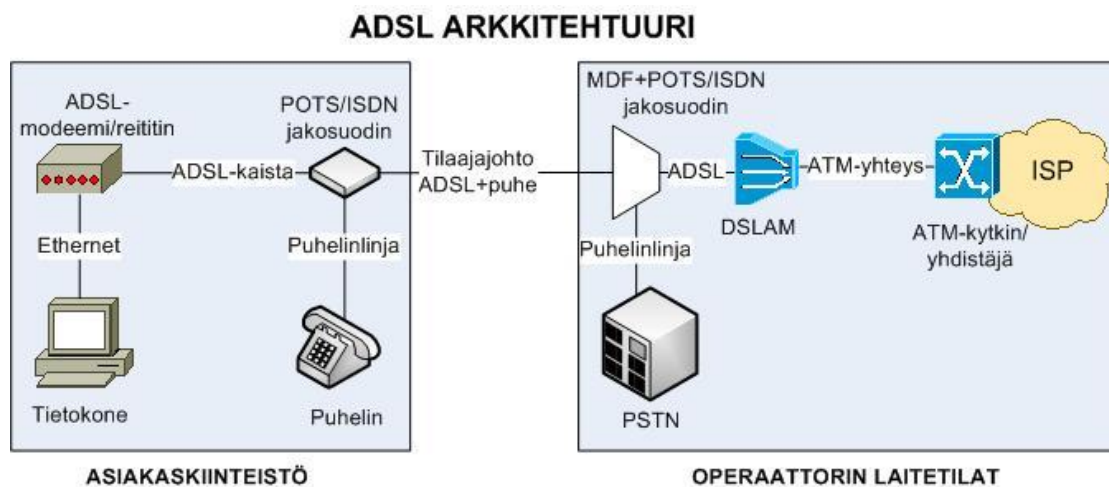 ADSL ARKKITEHTUURI
ADSL-
modeemi/reititin
POTS/ISDN
jakosuodin
ADSL-kaista
Ethernet
Puhelinlinja
Tietokone
Puhelin
ASIAKASKIINTEISTÖ
Tilaajajohto
ADSL+puhe
MDF+POTS/ISDN
jakosuodin
ADSL
DSLAM
ATM-yhteys
ISP
ATM-kytkin/
yhdistäjä
Puhelinlinja
PSTN
OPERAATTORIN LAITETILAT